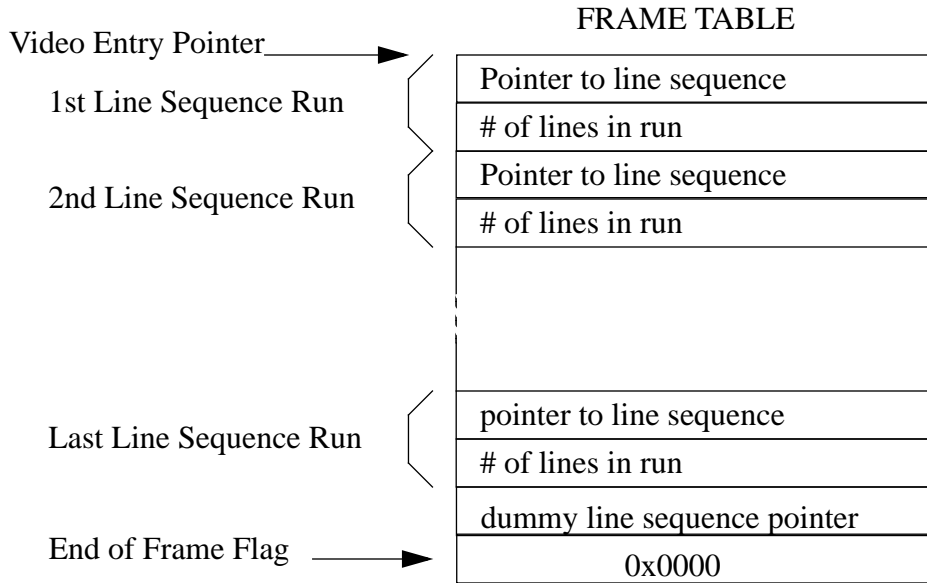 FRAME TABLE
Video Entry Pointer
Pointer to line sequence
1st Line Sequence Run
# of lines in run
Pointer to line sequence
2nd Line Sequence Run
# of lines in run
pointer to line sequence
Last Line Sequence Run
# of lines in run
dummy line sequence pointer
End of Frame Flag
0x0000